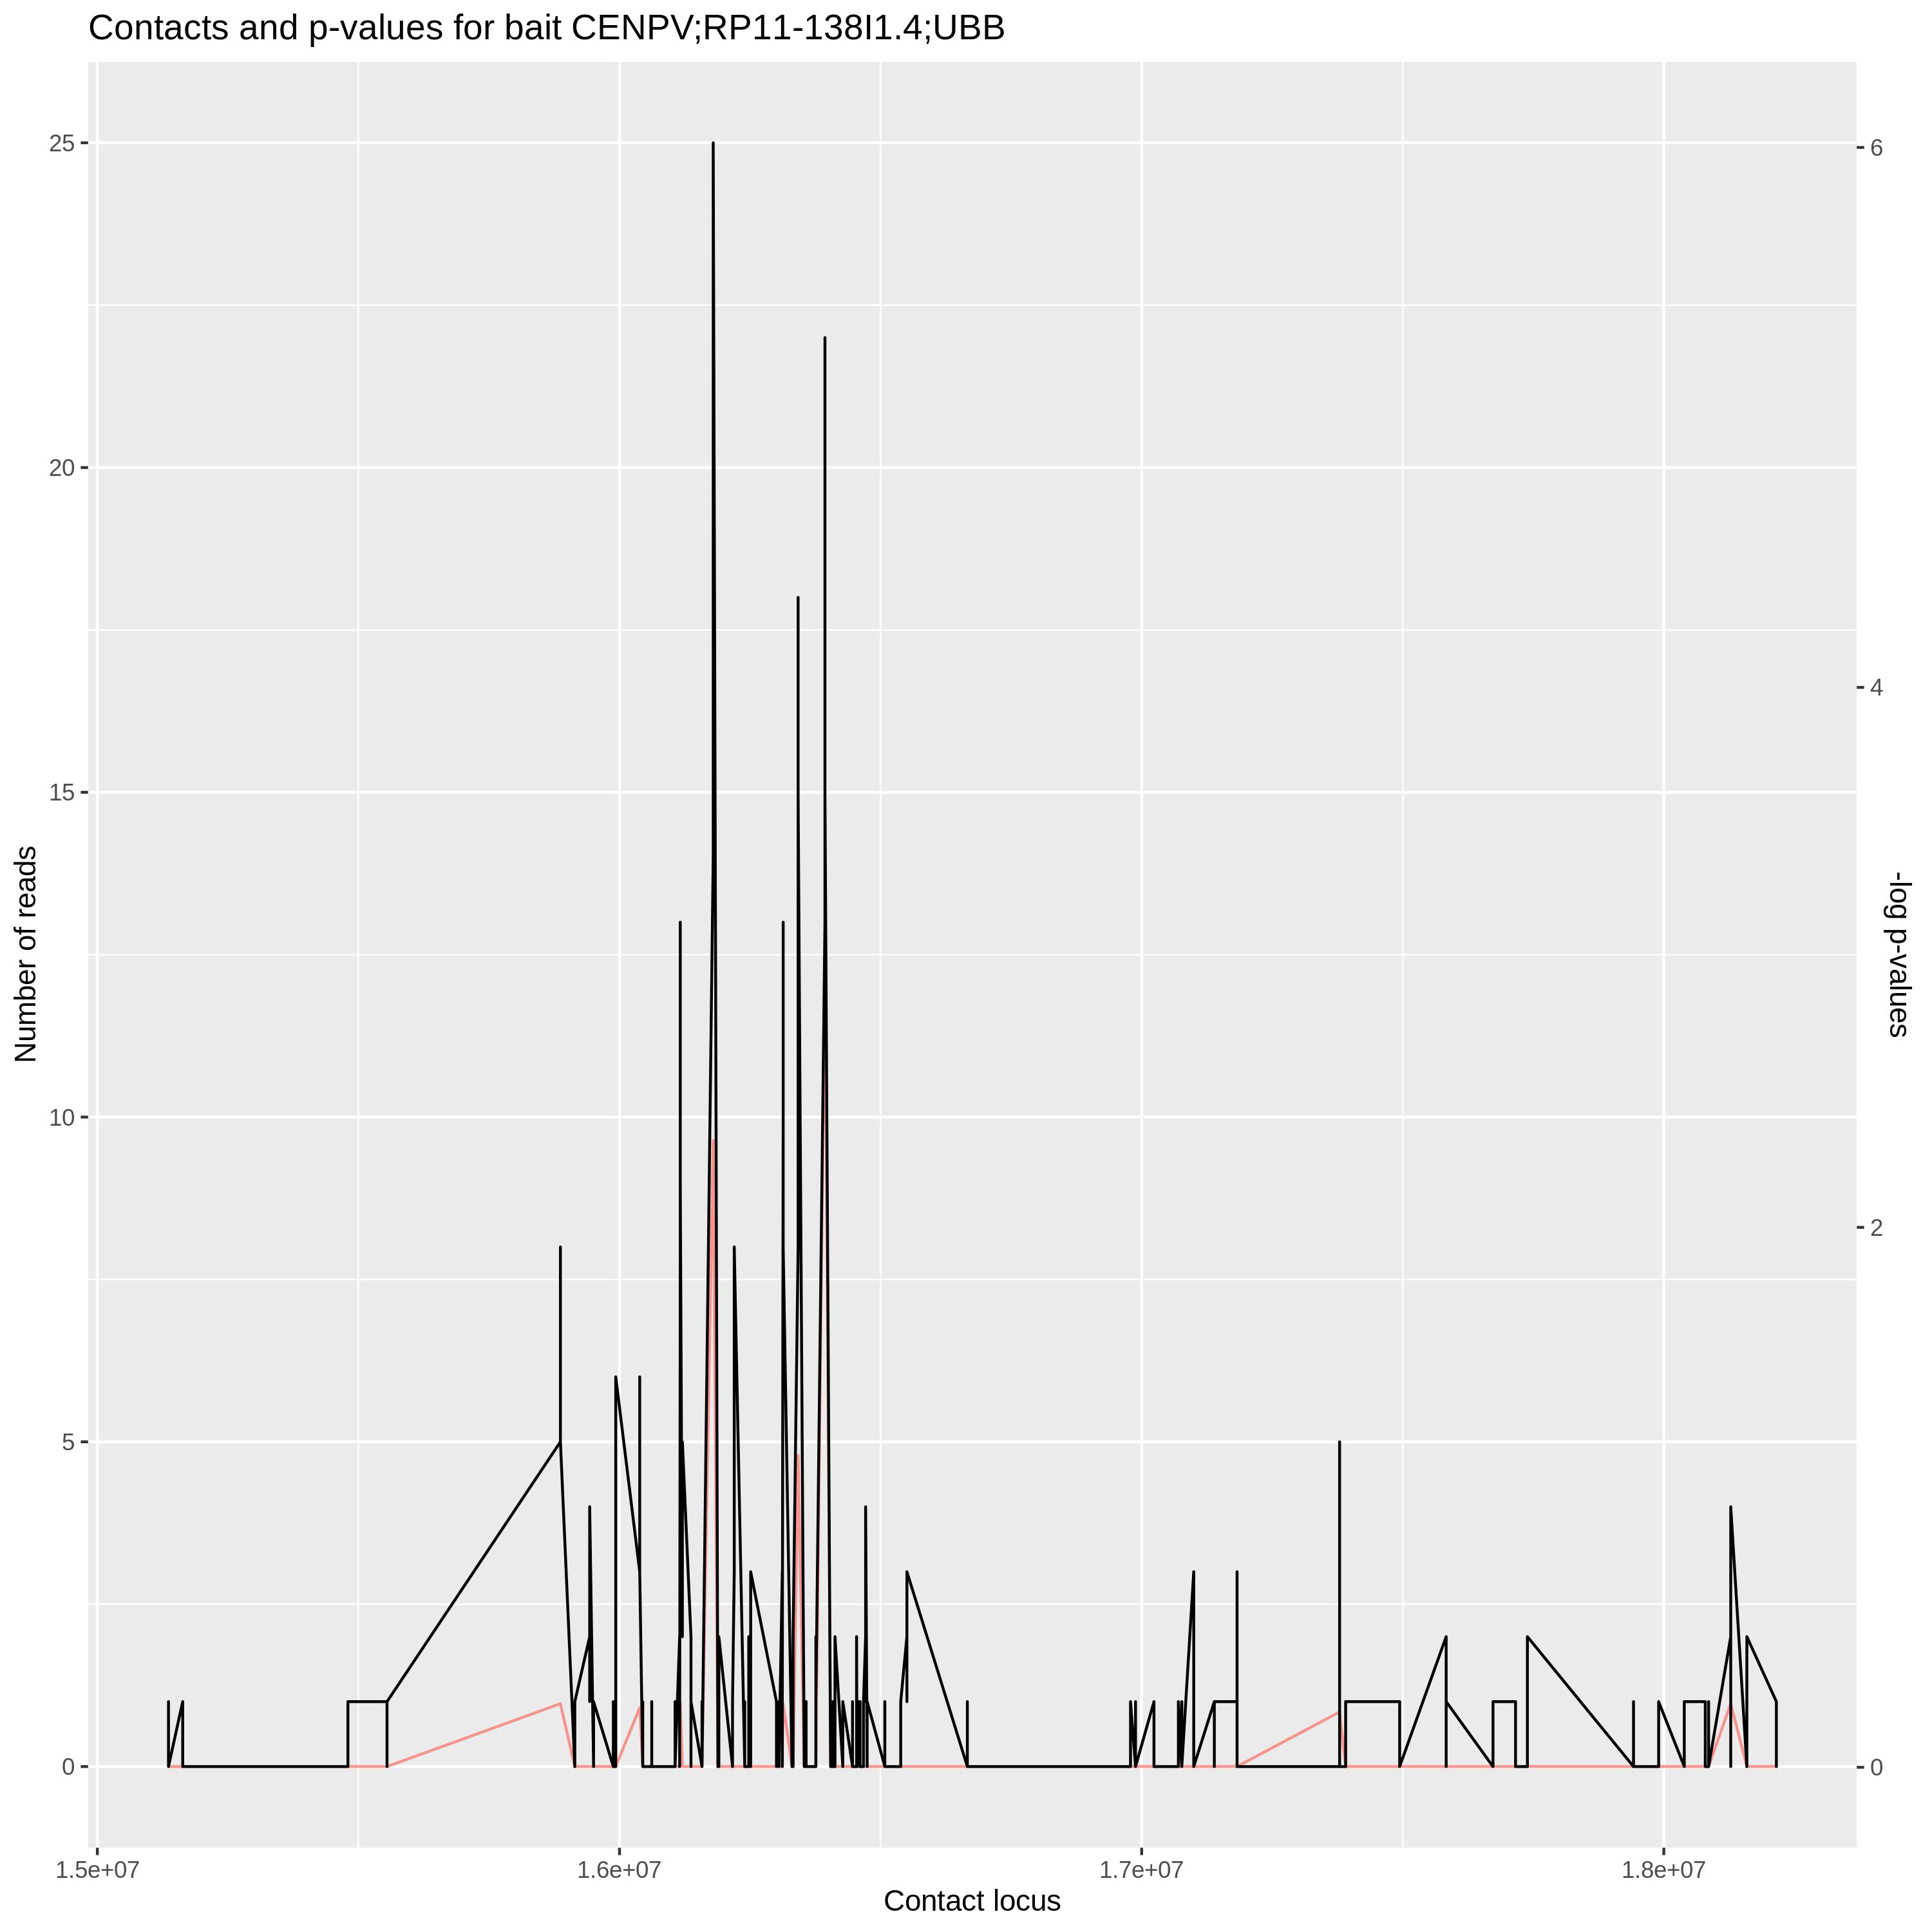 Contacts and p-values for bait CENPV;RP11-138I1.4;UBB
25
20
15
10
5
0
Number of reads
6
4
2
0
-log p-values
1.5e+07
1.6e+07
1.7e+07
1.8e+07
Contact locus